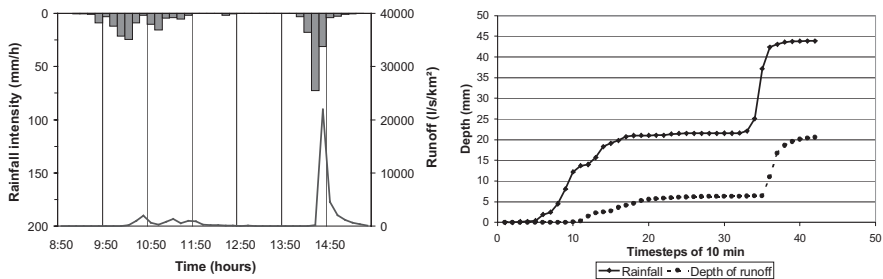 0
50
100
150
200
Rainfall intensity (mm/h)
40000
30000
20000
10000
0
Runoff (l/s/km²)
8:50 9:50 10:50 11:50 12:50 13:50 14:50
Time (hours)
50
45
40
35
30
25
20
15
10
5
0
Depth (mm)
0 10 20 30 40 50
Timesteps of 10 min
Rainfall Depth of runoff